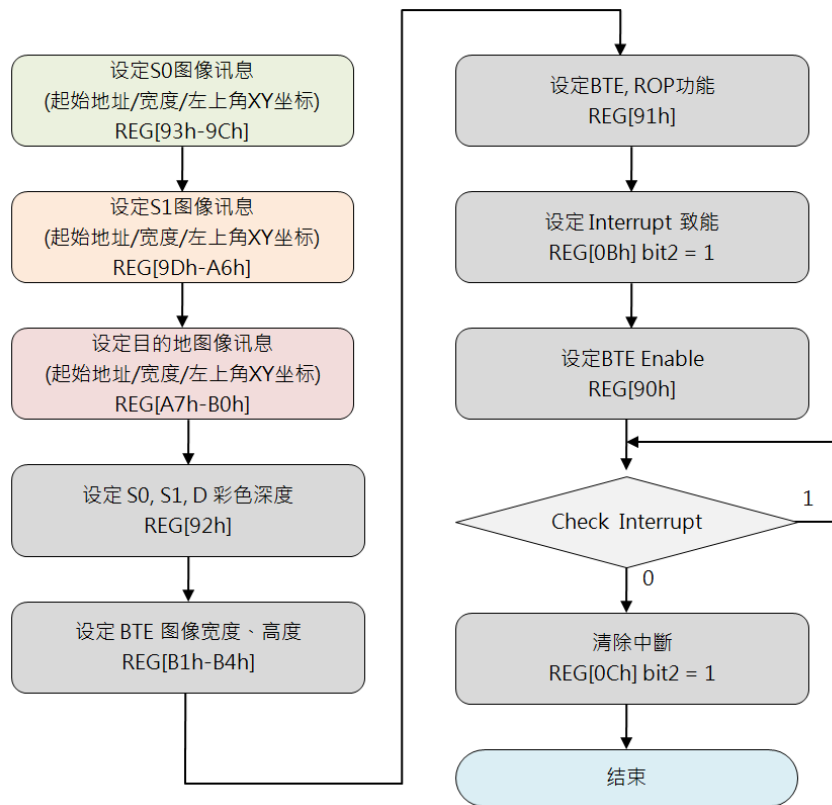 设定S0图像讯息
(起始地址/宽度/左上角XY坐标)
REG[93h-9Ch]
设定S1图像讯息
(起始地址/宽度/左上角XY坐标)
REG[9Dh-A6h]
设定目的地图像讯息
(起始地址/宽度/左上角XY坐标)
REG[A7h-B0h]
设定 S0, S1, D 彩色深度
REG[92h]
设定 BTE 图像宽度、高度
REG[B1h-B4h]
设定BTE, ROP功能
REG[91h]
设定 Interrupt 致能
REG[0Bh] bit2 = 1
设定BTE Enable
REG[90h]
Check Interrupt
1
0
清除中斷
REG[0Ch] bit2 = 1
结束